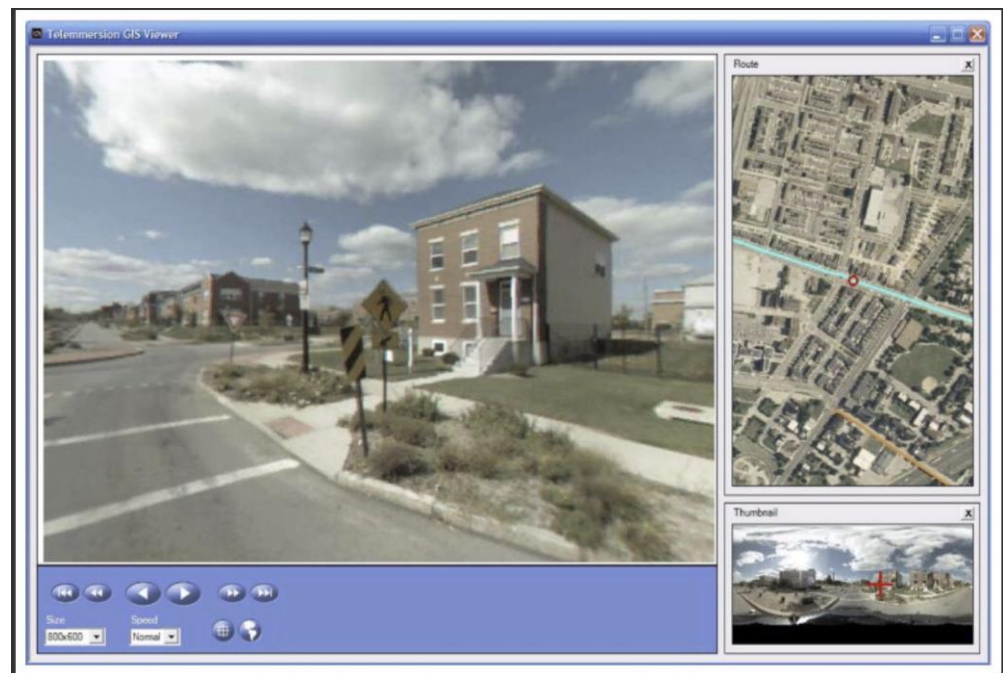 Telemmersion GIS Viewer
Route
X
Thumbnail
X
Size
Speed
800x600
Normal